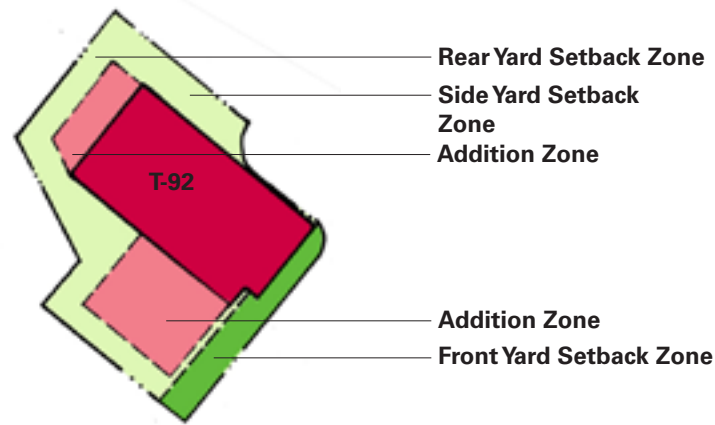 Rear Yard Setback Zone
Side Yard Setback
Zone
Addition Zone
T-92
Addition Zone
Front Yard Setback Zone